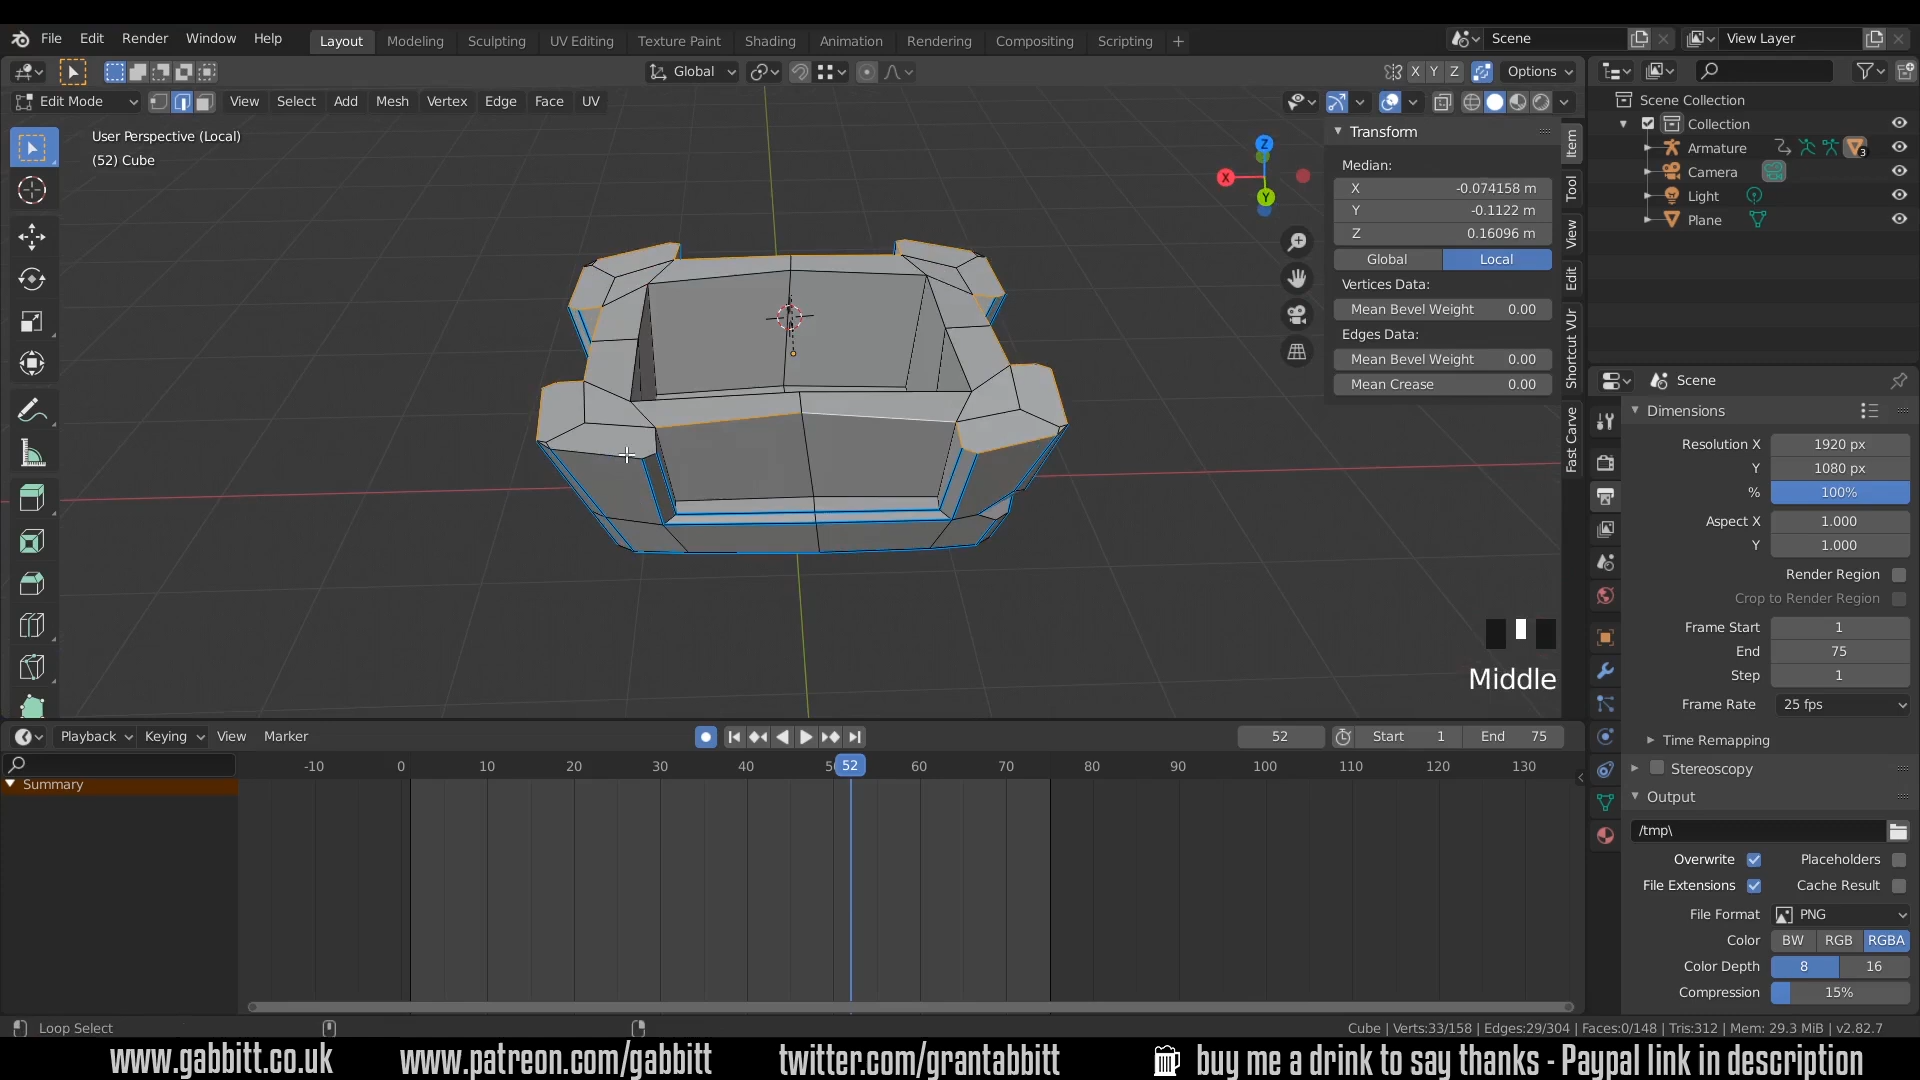 File Edit Render Window Help Layout Modeling Sculpting UV Editing Texture Paint Shading Animation Rendering Compositing Scripting + Scene View Layer
Global X Y Z Options
Edit Mode View Select Add Mesh Vertex Edge Face UV
User Perspective (Local)
(52) Cube
Z
X
Y
Transform
Median:
X -0.074158 m
Y -0.1122 m
Z 0.16096 m
Global Local
Vertices Data:
Mean Bevel Weight 0.00
Edges Data:
Mean Bevel Weight 0.00
Mean Crease 0.00
Item
Tool
View
Edit
Shortcut VUr
Fast Carve
Scene Collection
Collection
Armature 3
Camera
Light
Plane
Scene
Dimensions
Resolution X 1920 px
Y 1080 px
% 100%
Aspect X 1.000
Y 1.000
Render Region
Crop to Render Region
Frame Start 1
End 75
Step 1
Frame Rate 25 fps
Time Remapping
Stereoscopy
Output
/tmp\
Overwrite Placeholders
File Extensions Cache Result
File Format PNG
Color BW RGB RGBA
Color Depth 8 16
Compression 15%
Middle
Playback Keying View Marker 52 Start 1 End 75
-10 0 10 20 30 40 5 52 60 70 80 90 100 110 120 130
Summary
Loop Select Cube | Verts:33/158 | Edges:29/304 | Faces:0/148 | Tris:312 | Mem: 29.3 MiB | v2.82.7
www.gabbitt.co.uk www.patreon.com/gabbitt twitter.com/grantabbitt buy me a drink to say thanks - Paypal link in description